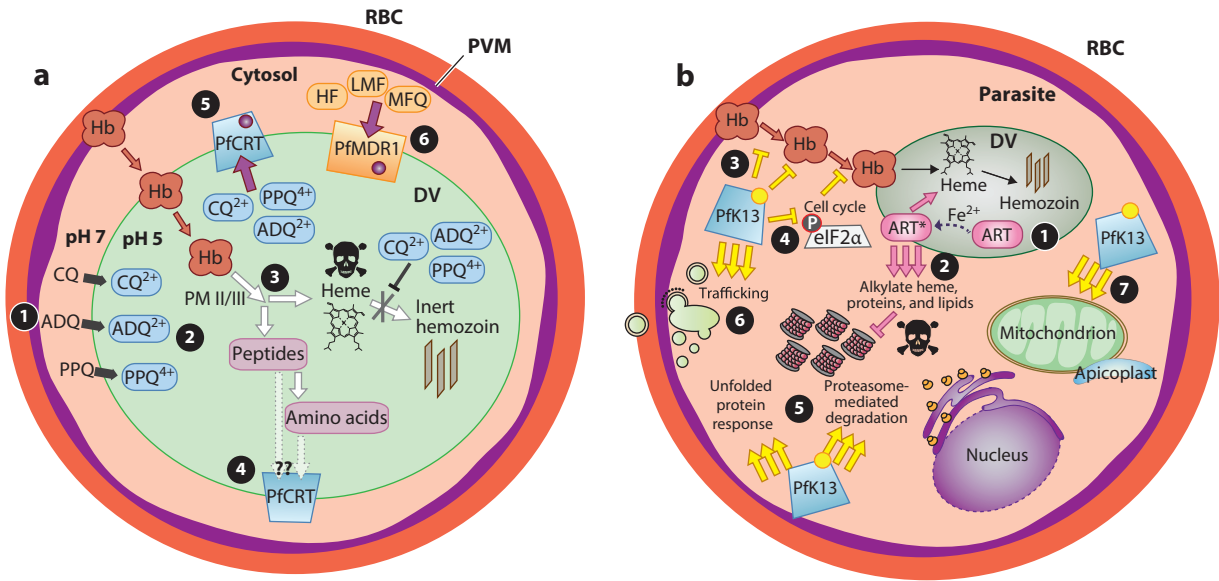 a
RBC
PVM
Cytosol
LMF
HF
MFQ
5
Hb
PfCRT
PfMDR1
6
PPQ4+
CQ2+
ADQ2+
DV
Hb
pH 7
pH 5
CQ2+
ADQ2+
PPQ4+
Hb
3
CQ
CQ2+
PM II/III
Heme
Inert
hemozoin
1
ADQ
ADQ2+
2
Peptides
PPQ
PPQ4+
Amino acids
4
??
PfCRT
b
RBC
Parasite
Hb
Hb
DV
3
Hb
Heme
Hemozoin
PfK13
Cell cycle
P
eIF2α
4
ART*
Fe2+
ART
1
PfK13
2
Alkylate heme,
proteins, and lipids
7
Trafficking
6
Mitochondrion
Apicoplast
Unfolded
protein
response
5
Proteasome-
mediated
degradation
Nucleus
PfK13